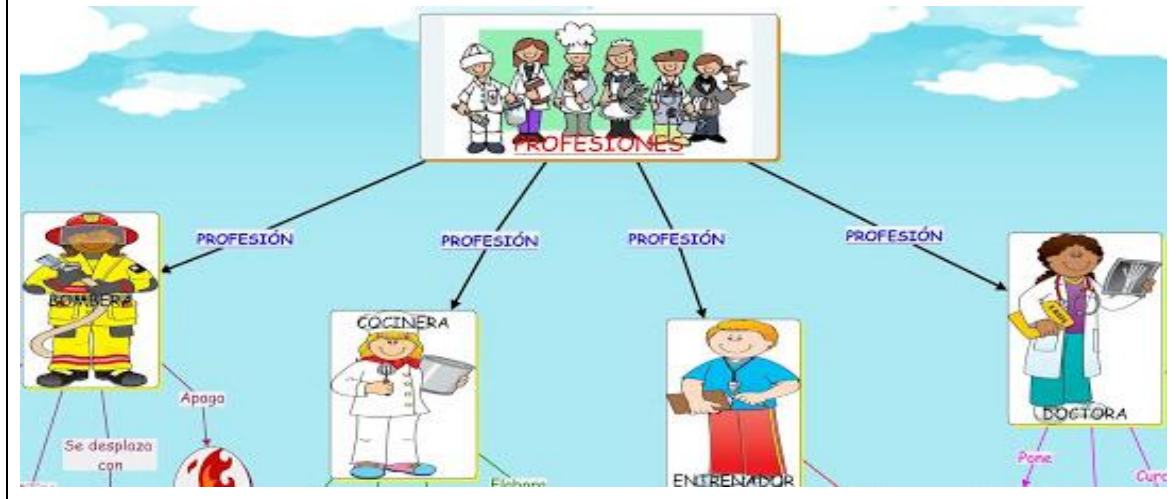 PROFESIONES
PROFESIÓN
PROFESIÓN
PROFESIÓN
PROFESIÓN
BOMBERA
COCINERA
ENTRENADOR
DOCTORA
Apaga
Se desplaza
con
Elabora
Pone